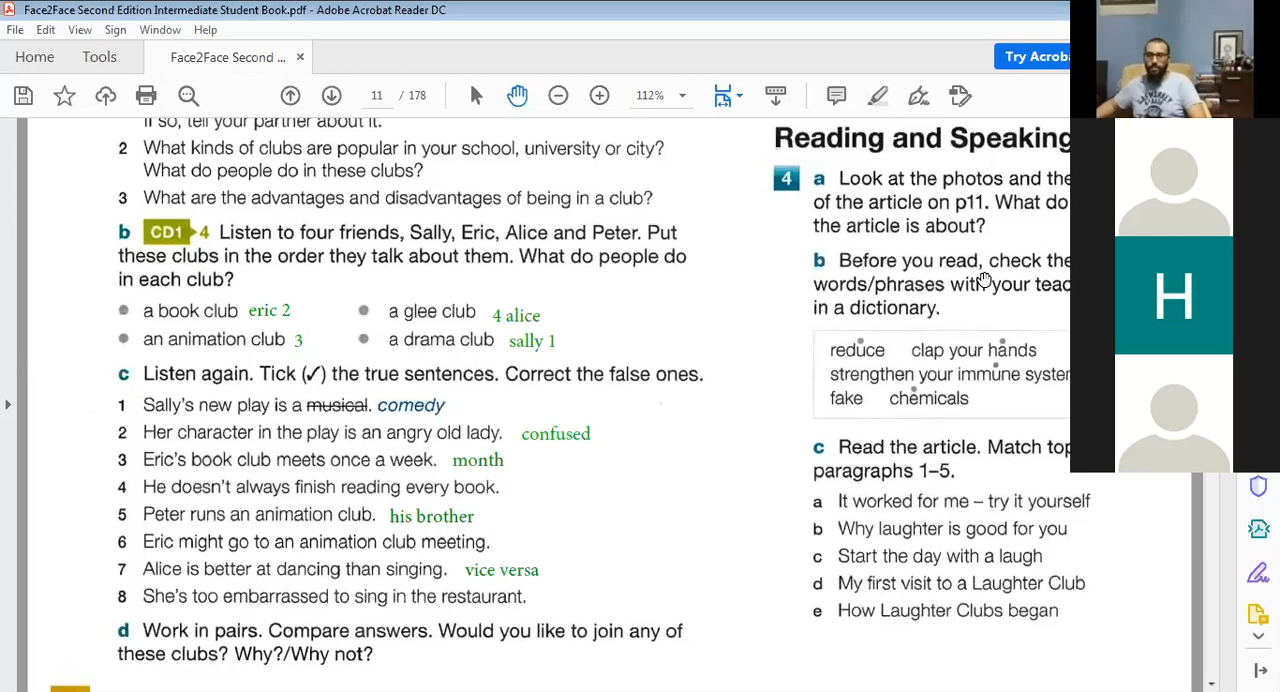 Face2Face Second Edition Intermediate Student Book.pdf - Adobe Acrobat Reader DC
File Edit View Sign Window Help
Home Tools Face2Face Second ... × Try Acroba
11 / 178 112%
If so, tell your partner about it.
2 What kinds of clubs are popular in your school, university or city?
What do people do in these clubs?
3 What are the advantages and disadvantages of being in a club?
b CD1 4 Listen to four friends, Sally, Eric, Alice and Peter. Put
these clubs in the order they talk about them. What do people do
in each club?
● a book club eric 2 ● a glee club 4 alice
● an animation club 3 ● a drama club sally 1
c Listen again. Tick (✓) the true sentences. Correct the false ones.
1 Sally's new play is a musical. comedy
2 Her character in the play is an angry old lady. confused
3 Eric's book club meets once a week. month
4 He doesn't always finish reading every book.
5 Peter runs an animation club. his brother
6 Eric might go to an animation club meeting.
7 Alice is better at dancing than singing. vice versa
8 She's too embarrassed to sing in the restaurant.
d Work in pairs. Compare answers. Would you like to join any of
these clubs? Why?/Why not?
Reading and Speaking
4 a Look at the photos and the
of the article on p11. What do
the article is about?
b Before you read, check the
words/phrases with your teac
in a dictionary.
reduce clap your hands
strengthen your immune system
fake chemicals
c Read the article. Match top
paragraphs 1–5.
a It worked for me – try it yourself
b Why laughter is good for you
c Start the day with a laugh
d My first visit to a Laughter Club
e How Laughter Clubs began
H